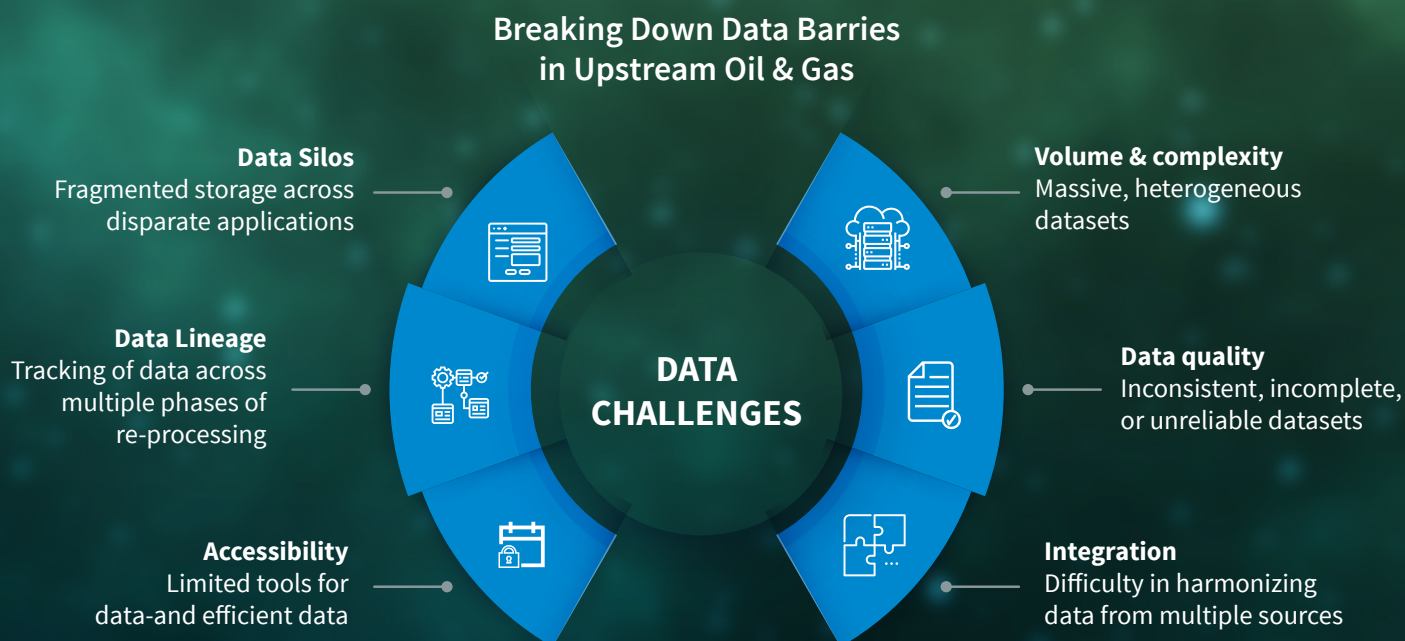 Breaking Down Data Barries
in Upstream Oil & Gas
Data Silos
Fragmented storage across
disparate applications
Data Lineage
Tracking of data across
multiple phases of
re-processing
Accessibility
Limited tools for
data-and efficient data
DATA
CHALLENGES
Volume & complexity
Massive, heterogeneous
datasets
Data quality
Inconsistent, incomplete,
or unreliable datasets
Integration
Difficulty in harmonizing
data from multiple sources